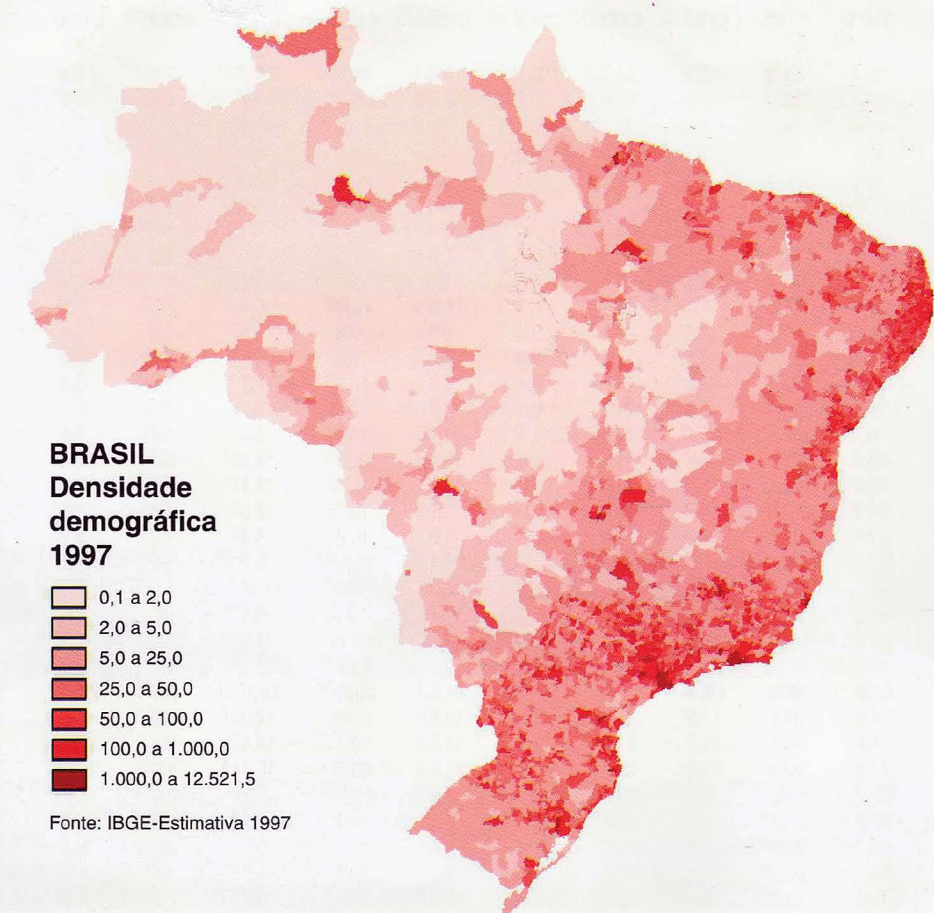 BRASIL
Densidade
demográfica
1997
0,1 a 2,0
2,0 a 5,0
5,0 a 25,0
25,0 a 50,0
50,0 a 100,0
100,0 a 1.000,0
1.000,0 a 12.521,5
Fonte: IBGE-Estimativa 1997